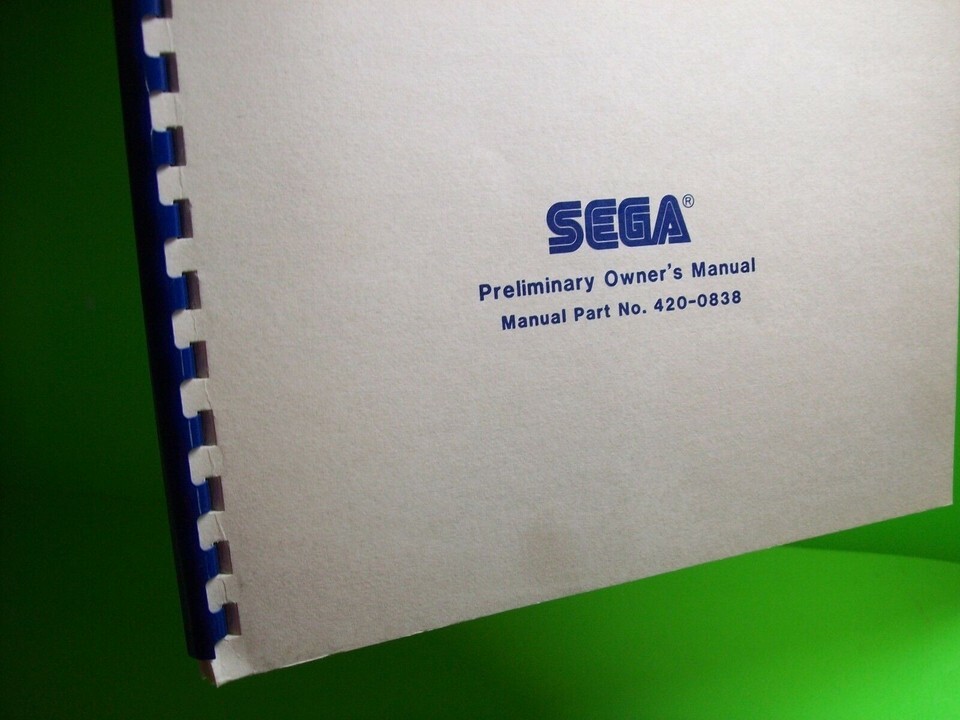 SEGA®
Preliminary Owner's Manual
Manual Part No. 420-0838